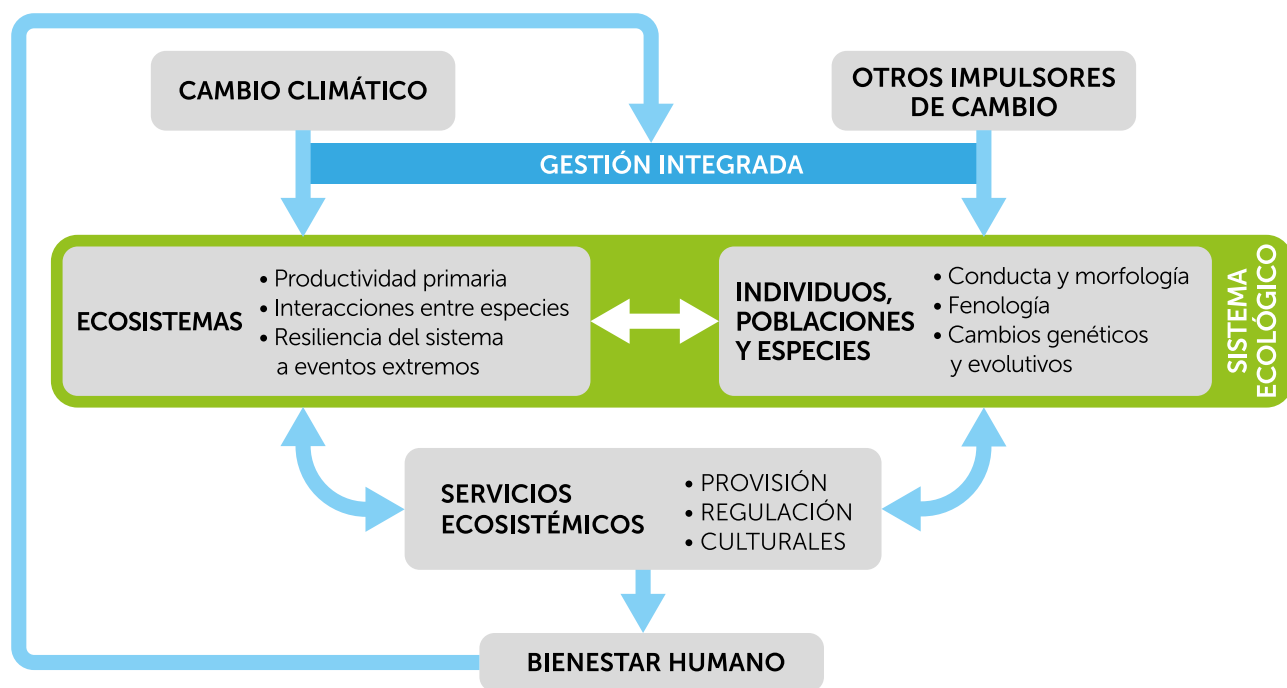 CAMBIO CLIMÁTICO
OTROS IMPULSORES
DE CAMBIO
GESTIÓN INTEGRADA
ECOSISTEMAS
• Productividad primaria
• Interacciones entre especies
• Resiliencia del sistema
a eventos extremos
INDIVIDUOS,
POBLACIONES
Y ESPECIES
• Conducta y morfología
• Fenología
• Cambios genéticos
y evolutivos
SISTEMA
ECOLÓGICO
SERVICIOS
ECOSISTÉMICOS
• PROVISIÓN
• REGULACIÓN
• CULTURALES
BIENESTAR HUMANO